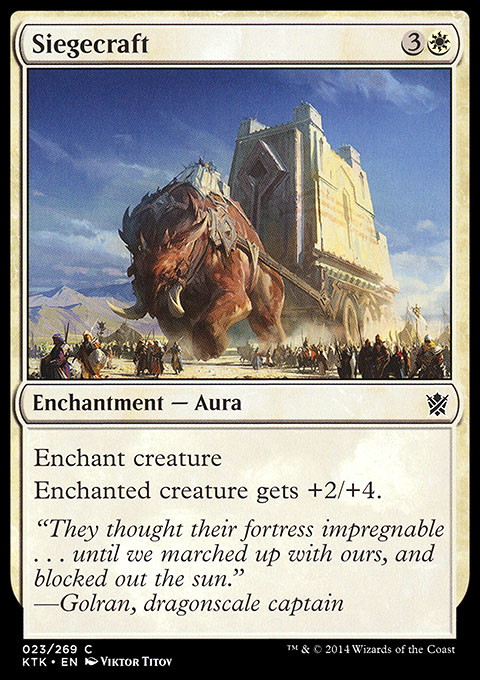 Siegecraft 3
Enchantment — Aura
Enchant creature
Enchanted creature gets +2/+4.
“They thought their fortress impregnable
. . . until we marched up with ours, and
blocked out the sun.”
—Golran, dragonscale captain
023/269 C
KTK • EN Viktor Titov
™ & © 2014 Wizards of the Coast